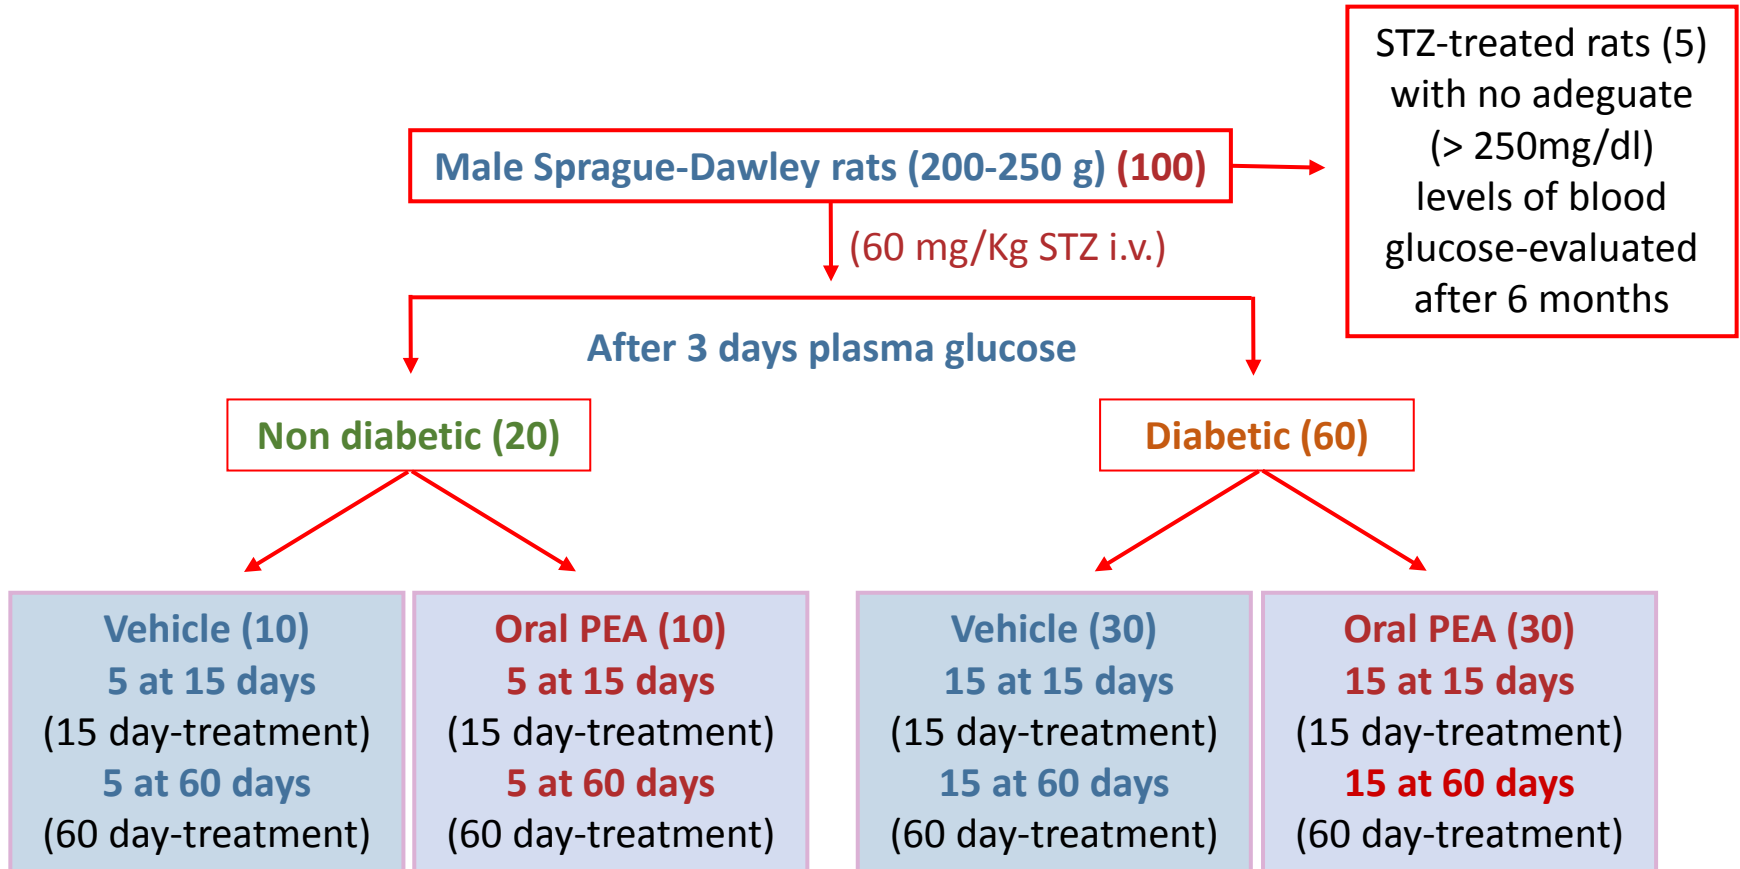 STZ-treated rats (5)
with no adeguate
(> 250mg/dl)
levels of blood
glucose-evaluated
after 6 months
Male Sprague-Dawley rats (200-250 g) (100)
(60 mg/Kg STZ i.v.)
After 3 days plasma glucose
Non diabetic (20)
Diabetic (60)
Vehicle (10)
5 at 15 days
(15 day-treatment)
5 at 60 days
(60 day-treatment)
Oral PEA (10)
5 at 15 days
(15 day-treatment)
5 at 60 days
(60 day-treatment)
Vehicle (30)
15 at 15 days
(15 day-treatment)
15 at 60 days
(60 day-treatment)
Oral PEA (30)
15 at 15 days
(15 day-treatment)
15 at 60 days
(60 day-treatment)